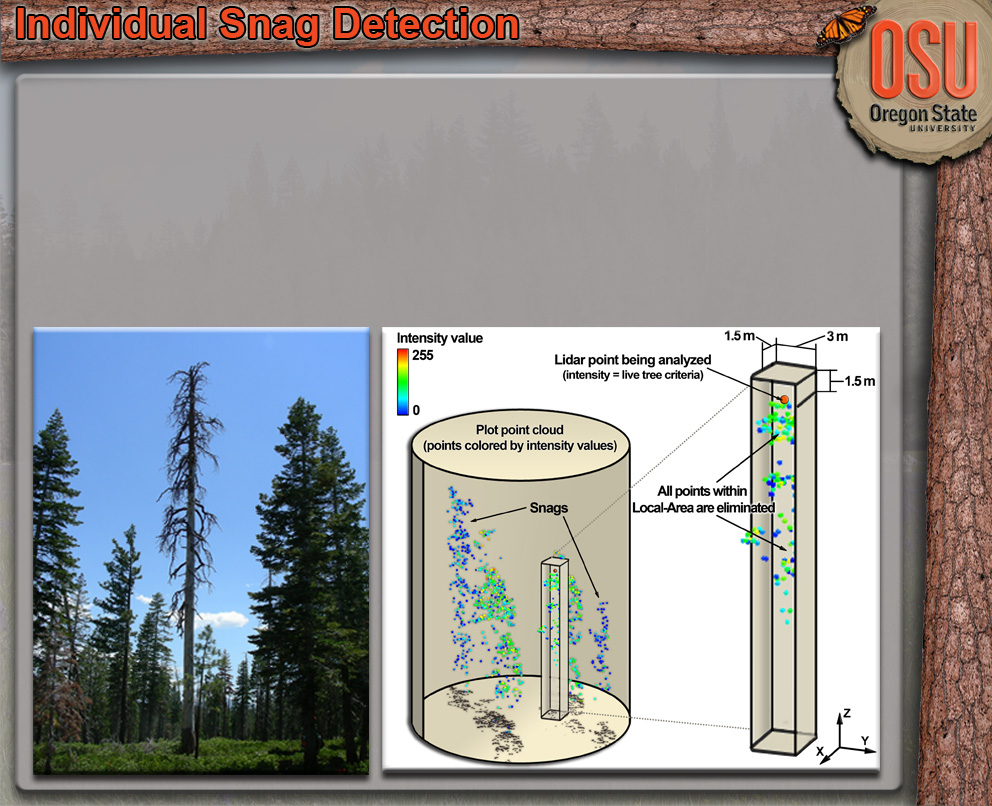 Individual Snag Detection
OSU
Oregon State
UNIVERSITY
Intensity value
255
0
Plot point cloud
(points colored by intensity values)
Snags
Lidar point being analyzed
(intensity = live tree criteria)
1.5 m
3 m
1.5 m
All points within
Local-Area are eliminated
Z
Y
X